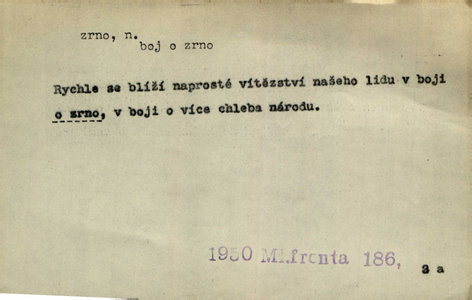 zrno, n.
boj o zrno
Rychle se blíží naprosté vítězství našeho lidu v boji
o zrno, v boji o více chleba národu.
1950 Ml.fronta 186, 3 a